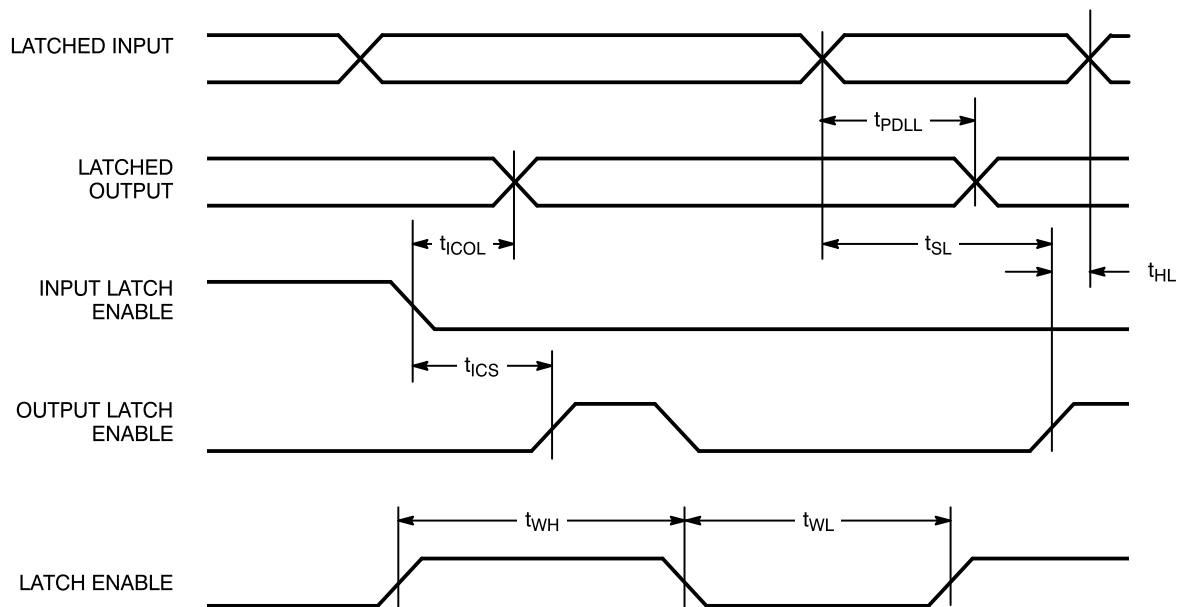 LATCHED INPUT
tPDLL
LATCHED
OUTPUT
tICOL
tSL
tHL
INPUT LATCH
ENABLE
tICS
OUTPUT LATCH
ENABLE
tWH
tWL
LATCH ENABLE